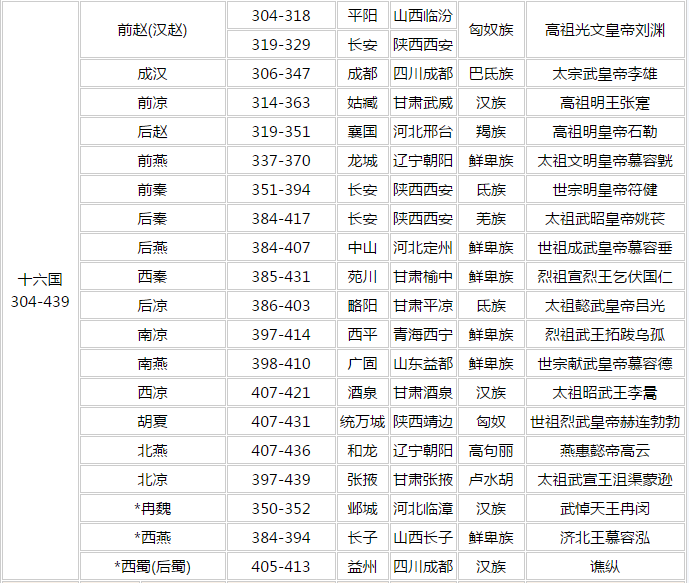 十六国
304-439
前赵(汉赵) 304-318 平阳 山西临汾 匈奴族 高祖光文皇帝刘渊
319-329 长安 陕西西安
成汉 306-347 成都 四川成都 巴氐族 太宗武皇帝李雄
前凉 314-363 姑臧 甘肃武威 汉族 高祖明王张寔
后赵 319-351 襄国 河北邢台 羯族 高祖明皇帝石勒
前燕 337-370 龙城 辽宁朝阳 鲜卑族 太祖文明皇帝慕容皝
前秦 351-394 长安 陕西西安 氐族 世宗明皇帝符健
后秦 384-417 长安 陕西西安 羌族 太祖武昭皇帝姚苌
后燕 384-407 中山 河北定州 鲜卑族 世祖成武皇帝慕容垂
西秦 385-431 苑川 甘肃榆中 鲜卑族 烈祖宣烈王乞伏国仁
后凉 386-403 略阳 甘肃平凉 氐族 太祖懿武皇帝吕光
南凉 397-414 西平 青海西宁 鲜卑族 烈祖武王拓跋乌孤
南燕 398-410 广固 山东益都 鲜卑族 世宗献武皇帝慕容德
西凉 407-421 酒泉 甘肃酒泉 汉族 太祖昭武王李暠
胡夏 407-431 统万城 陕西靖边 匈奴 世祖烈武皇帝赫连勃勃
北燕 407-436 和龙 辽宁朝阳 高句丽 燕惠懿帝高云
北凉 397-439 张掖 甘肃张掖 卢水胡 太祖武宣王沮渠蒙逊
*冉魏 350-352 邺城 河北临漳 汉族 武悼天王冉闵
*西燕 384-394 长子 山西长子 鲜卑族 济北王慕容泓
*西蜀(后蜀) 405-413 益州 四川成都 汉族 谯纵